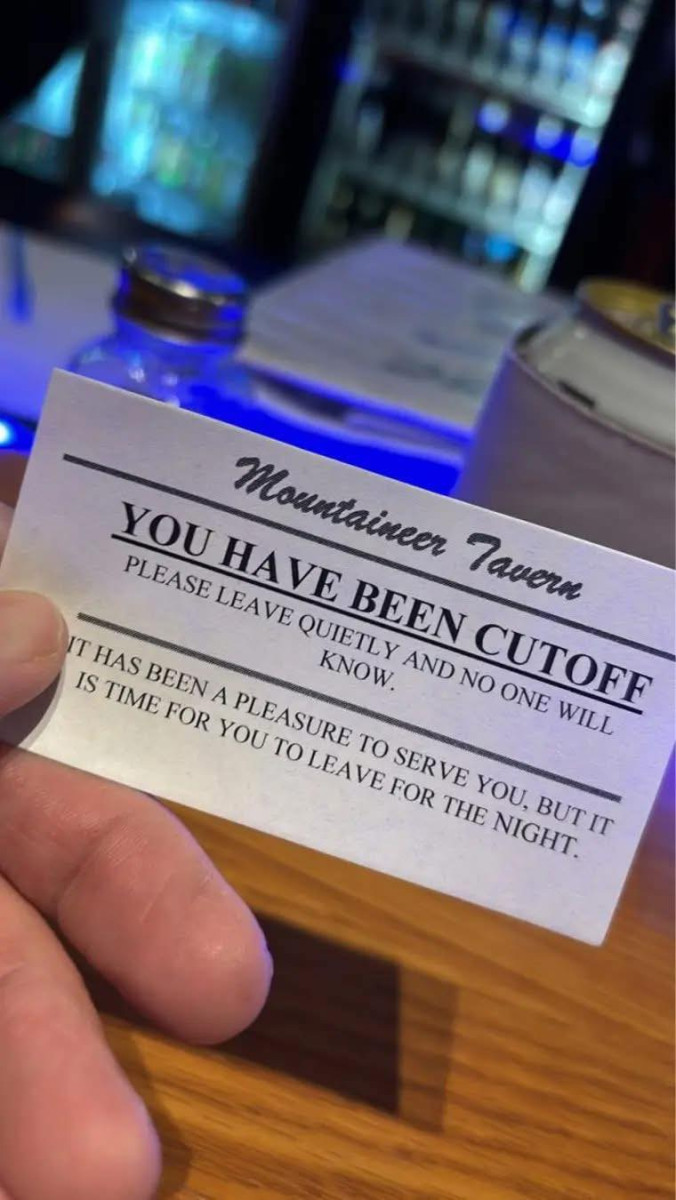 Mountaineer Tavern
YOU HAVE BEEN CUTOFF
PLEASE LEAVE QUIETLY AND NO ONE WILL
KNOW.
IT HAS BEEN A PLEASURE TO SERVE YOU, BUT IT
IS TIME FOR YOU TO LEAVE FOR THE NIGHT.